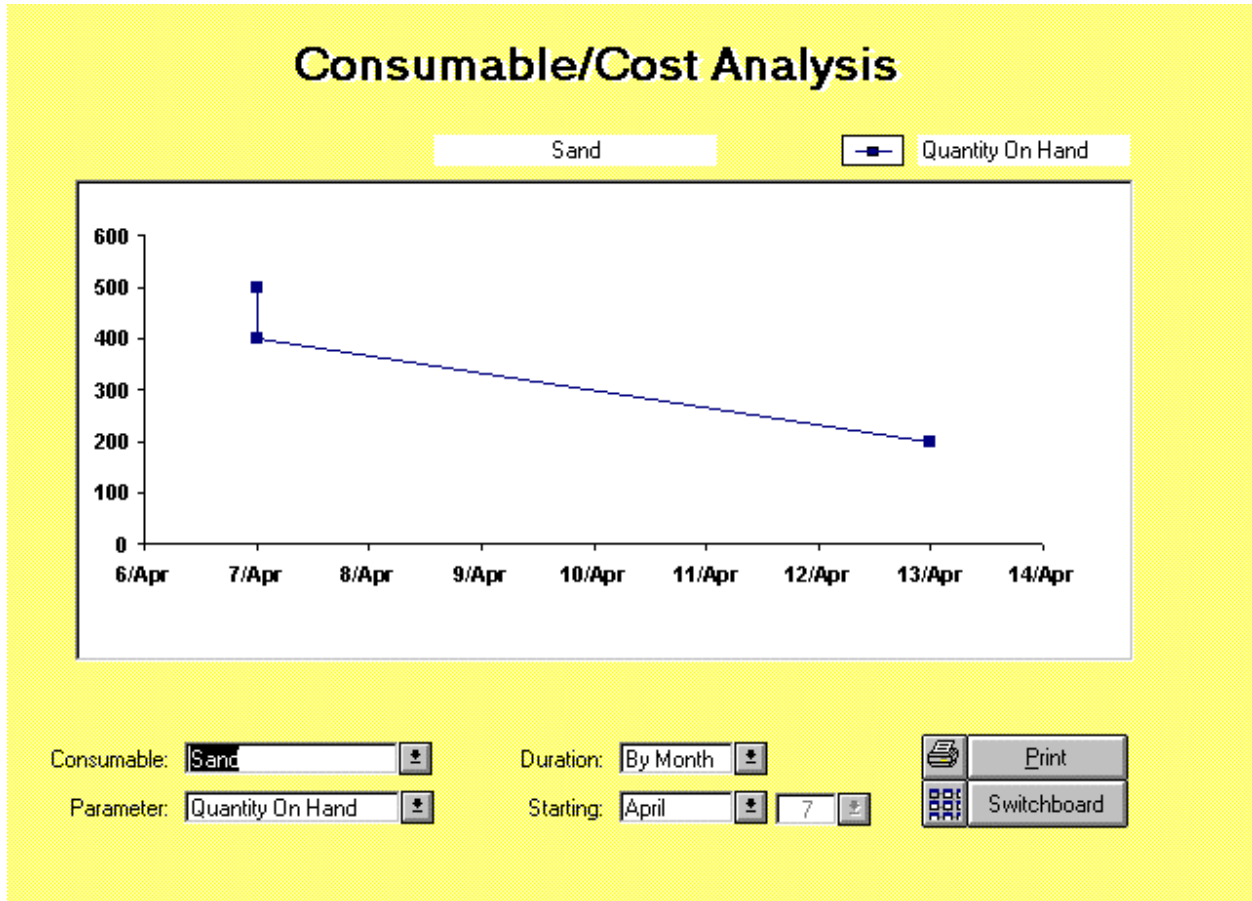 Consumable/Cost Analysis
Sand Quantity On Hand
600
500
400
300
200
100
0
6/Apr 7/Apr 8/Apr 9/Apr 10/Apr 11/Apr 12/Apr 13/Apr 14/Apr
Consumable: Sand Duration: By Month Print
Parameter: Quantity On Hand Starting: April 7 Switchboard